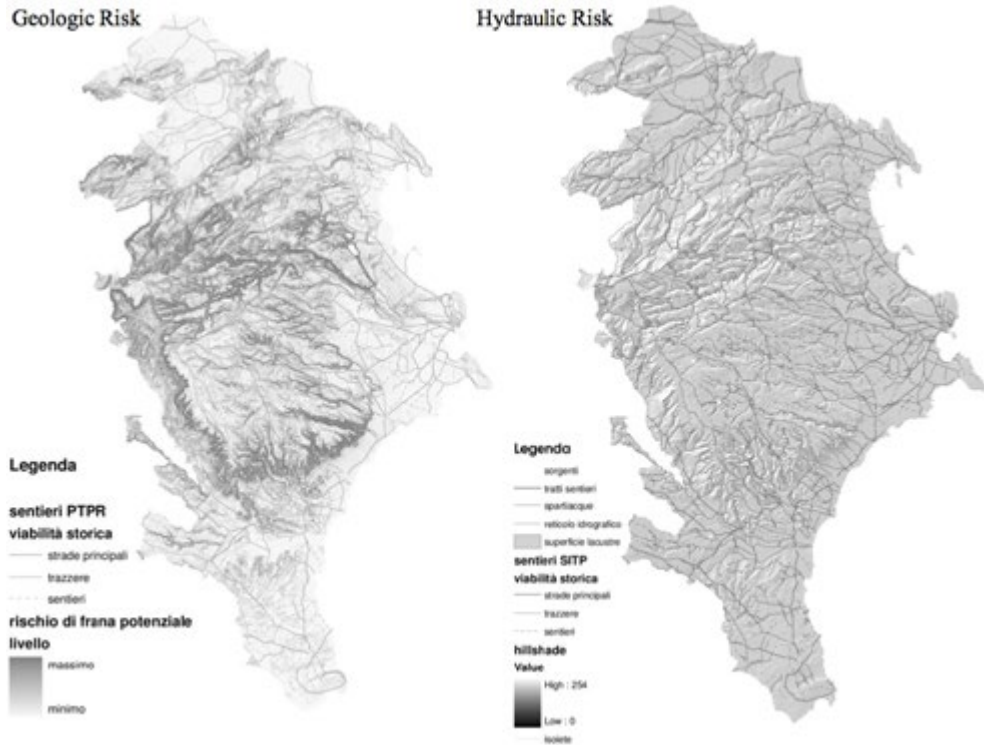 Geologic Risk
Legenda
sentieri PTPR
viabilità storica
strade principali
trazzere
sentieri
rischio di frana potenziale
livello
massimo
minimo
Hydraulic Risk
Legenda
sorgenti
tratti sentieri
spartiacque
reticolo idrografico
superficie lacustre
sentieri SITP
viabilità storica
strade principali
trazzere
sentieri
hillshade
Value
High : 254
Low : 0
isoiete